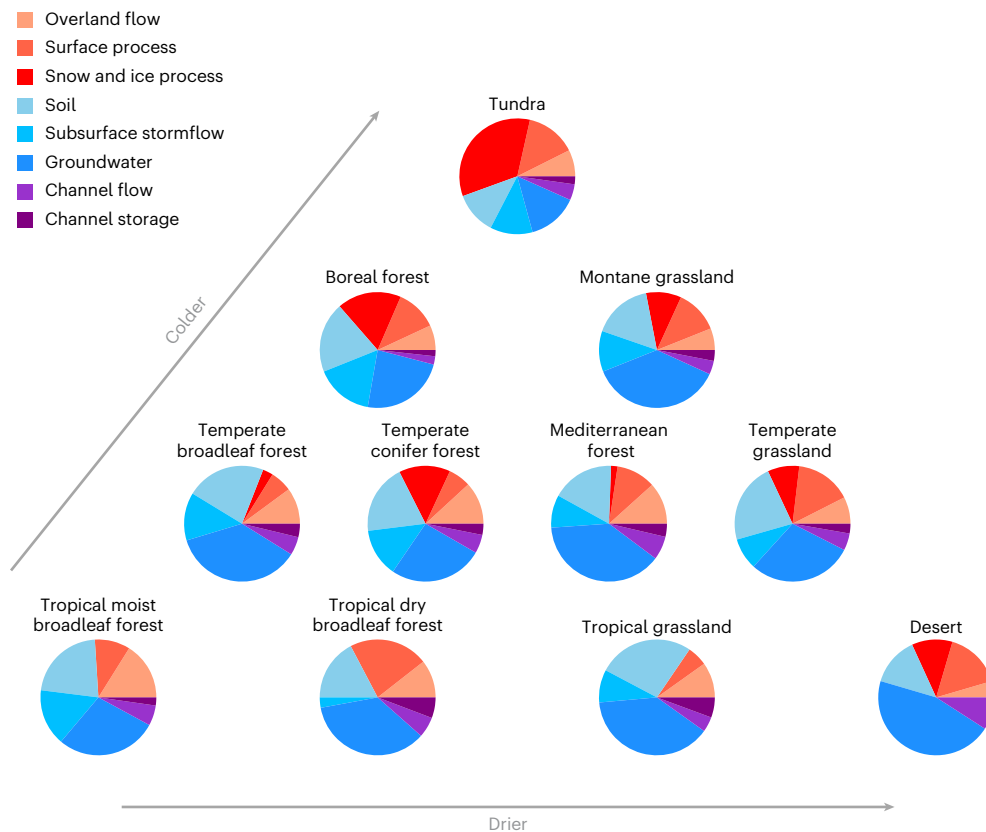 Overland flow
Surface process
Snow and ice process
Soil
Subsurface stormflow
Groundwater
Channel flow
Channel storage
Tundra
Colder
Boreal forest
Montane grassland
Temperate
broadleaf forest
Temperate
conifer forest
Mediterranean
forest
Temperate
grassland
Tropical moist
broadleaf forest
Tropical dry
broadleaf forest
Tropical grassland
Desert
Drier